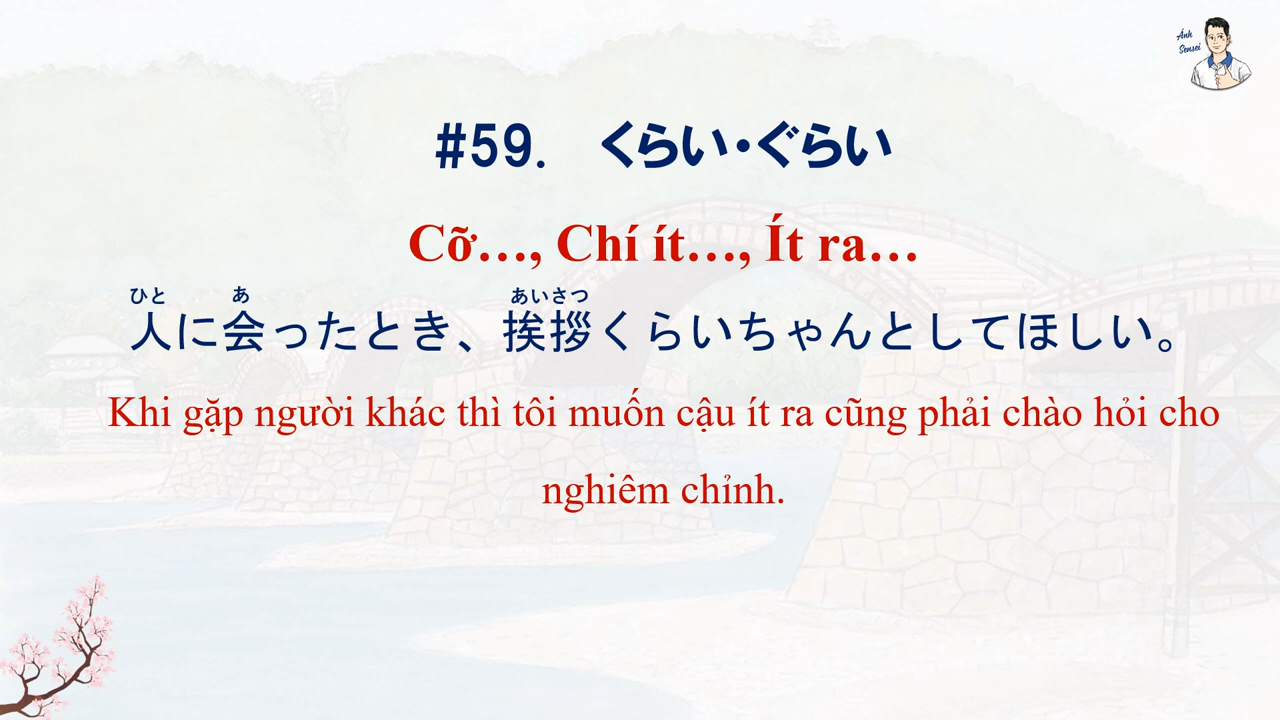 Ánh
Sensei
#59. くらい・ぐらい
Cỡ…, Chí ít…, Ít ra…
ひと あ あいさつ
人に会ったとき、挨拶くらいちゃんとしてほしい。
Khi gặp người khác thì tôi muốn cậu ít ra cũng phải chào hỏi cho
nghiêm chỉnh.